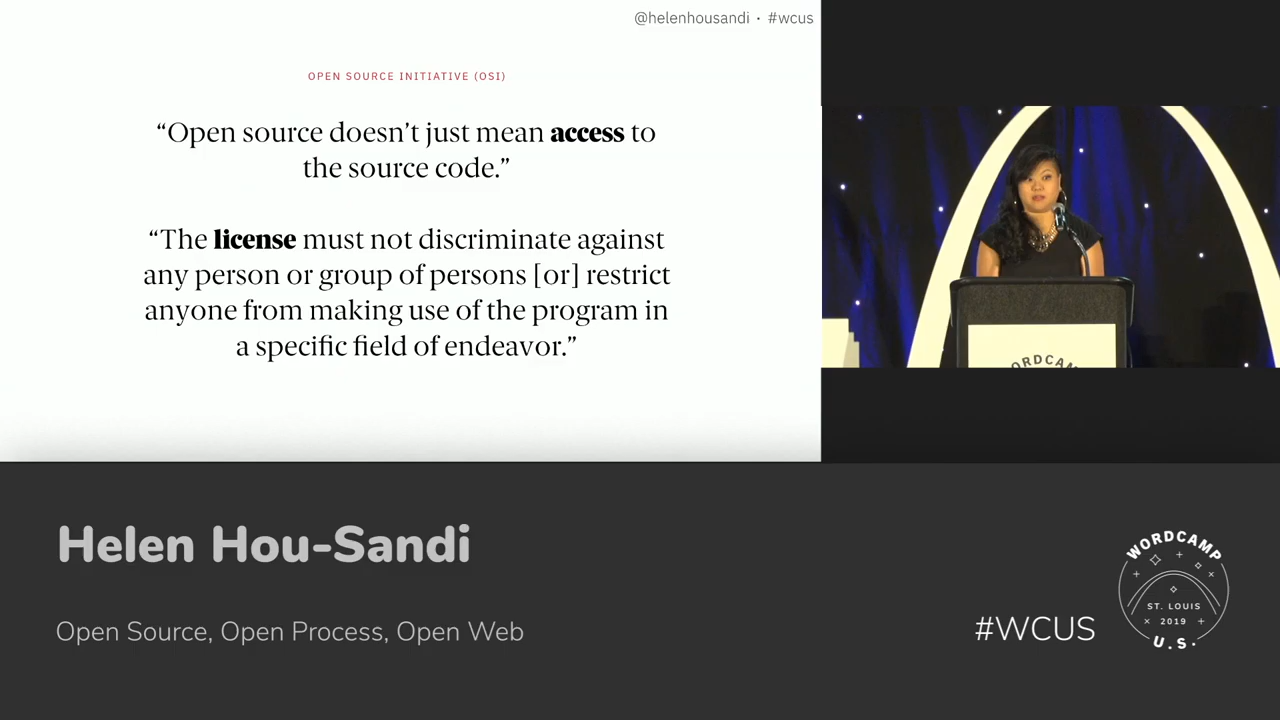 @helenhousandi · #wcus
OPEN SOURCE INITIATIVE (OSI)
“Open source doesn’t just mean access to
the source code.”
“The license must not discriminate against
any person or group of persons [or] restrict
anyone from making use of the program in
a specific field of endeavor.”
WORDCAMP
Helen Hou-Sandi
Open Source, Open Process, Open Web
#WCUS
WORDCAMP
ST. LOUIS
2019
U.S.